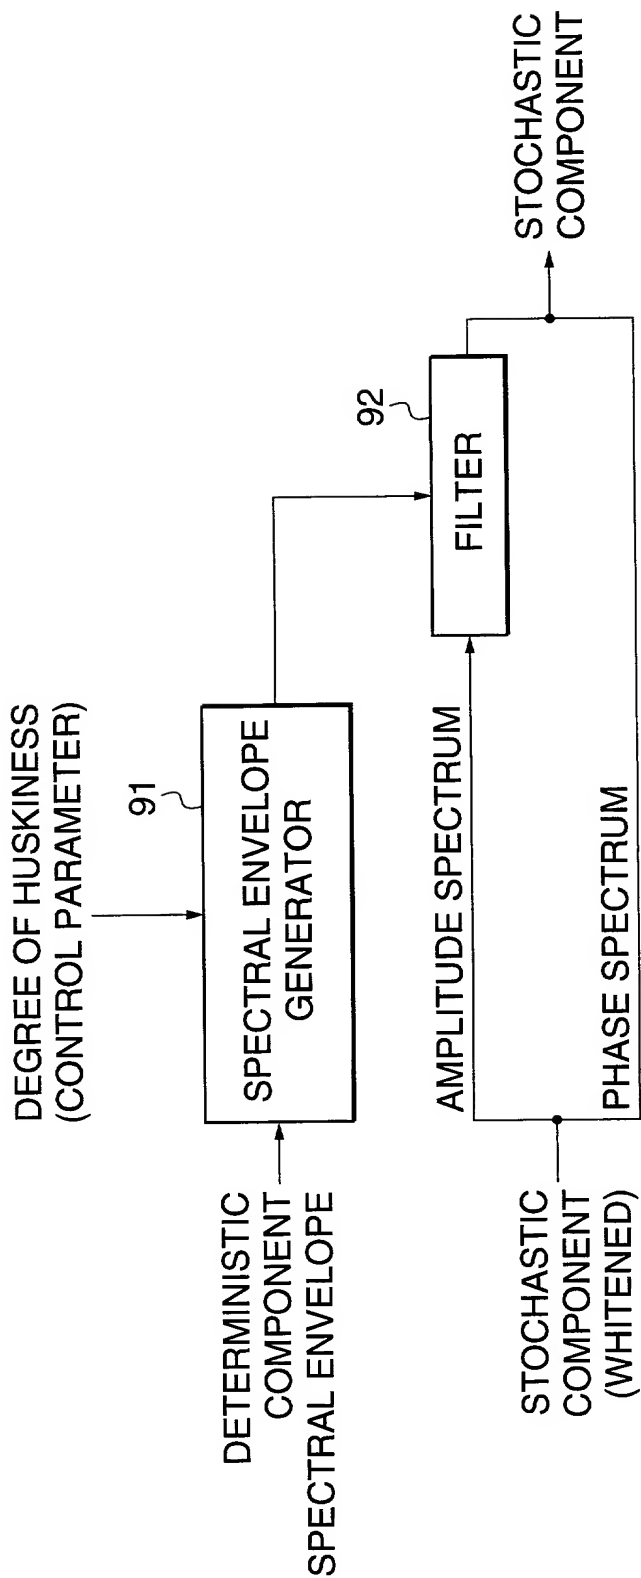 DEGREE OF HUSKINESS
(CONTROL PARAMETER)
91
DETERMINISTIC
COMPONENT
SPECTRAL ENVELOPE
SPECTRAL ENVELOPE
GENERATOR
92
AMPLITUDE SPECTRUM
FILTER
STOCHASTIC
COMPONENT
(WHITENED)
PHASE SPECTRUM
STOCHASTIC
COMPONENT